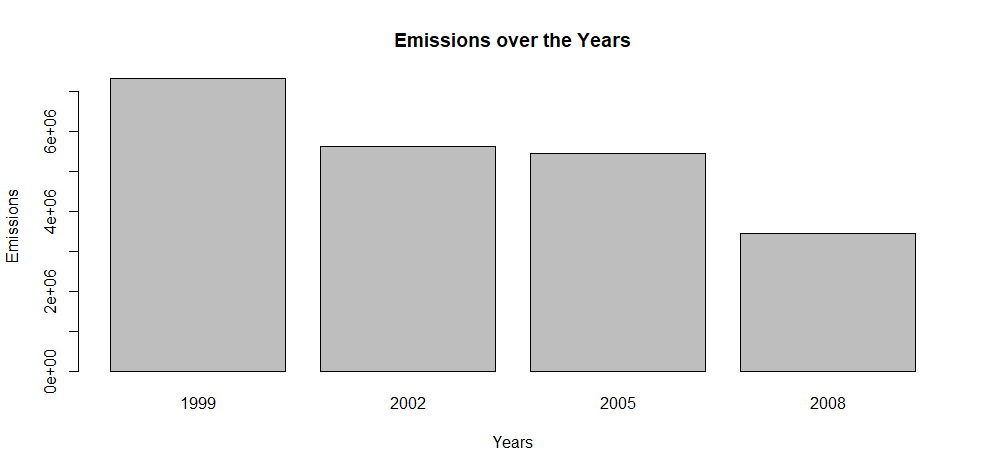 Emissions over the Years
Emissions
6e+06
4e+06
2e+06
0e+00
1999
2002
2005
2008
Years